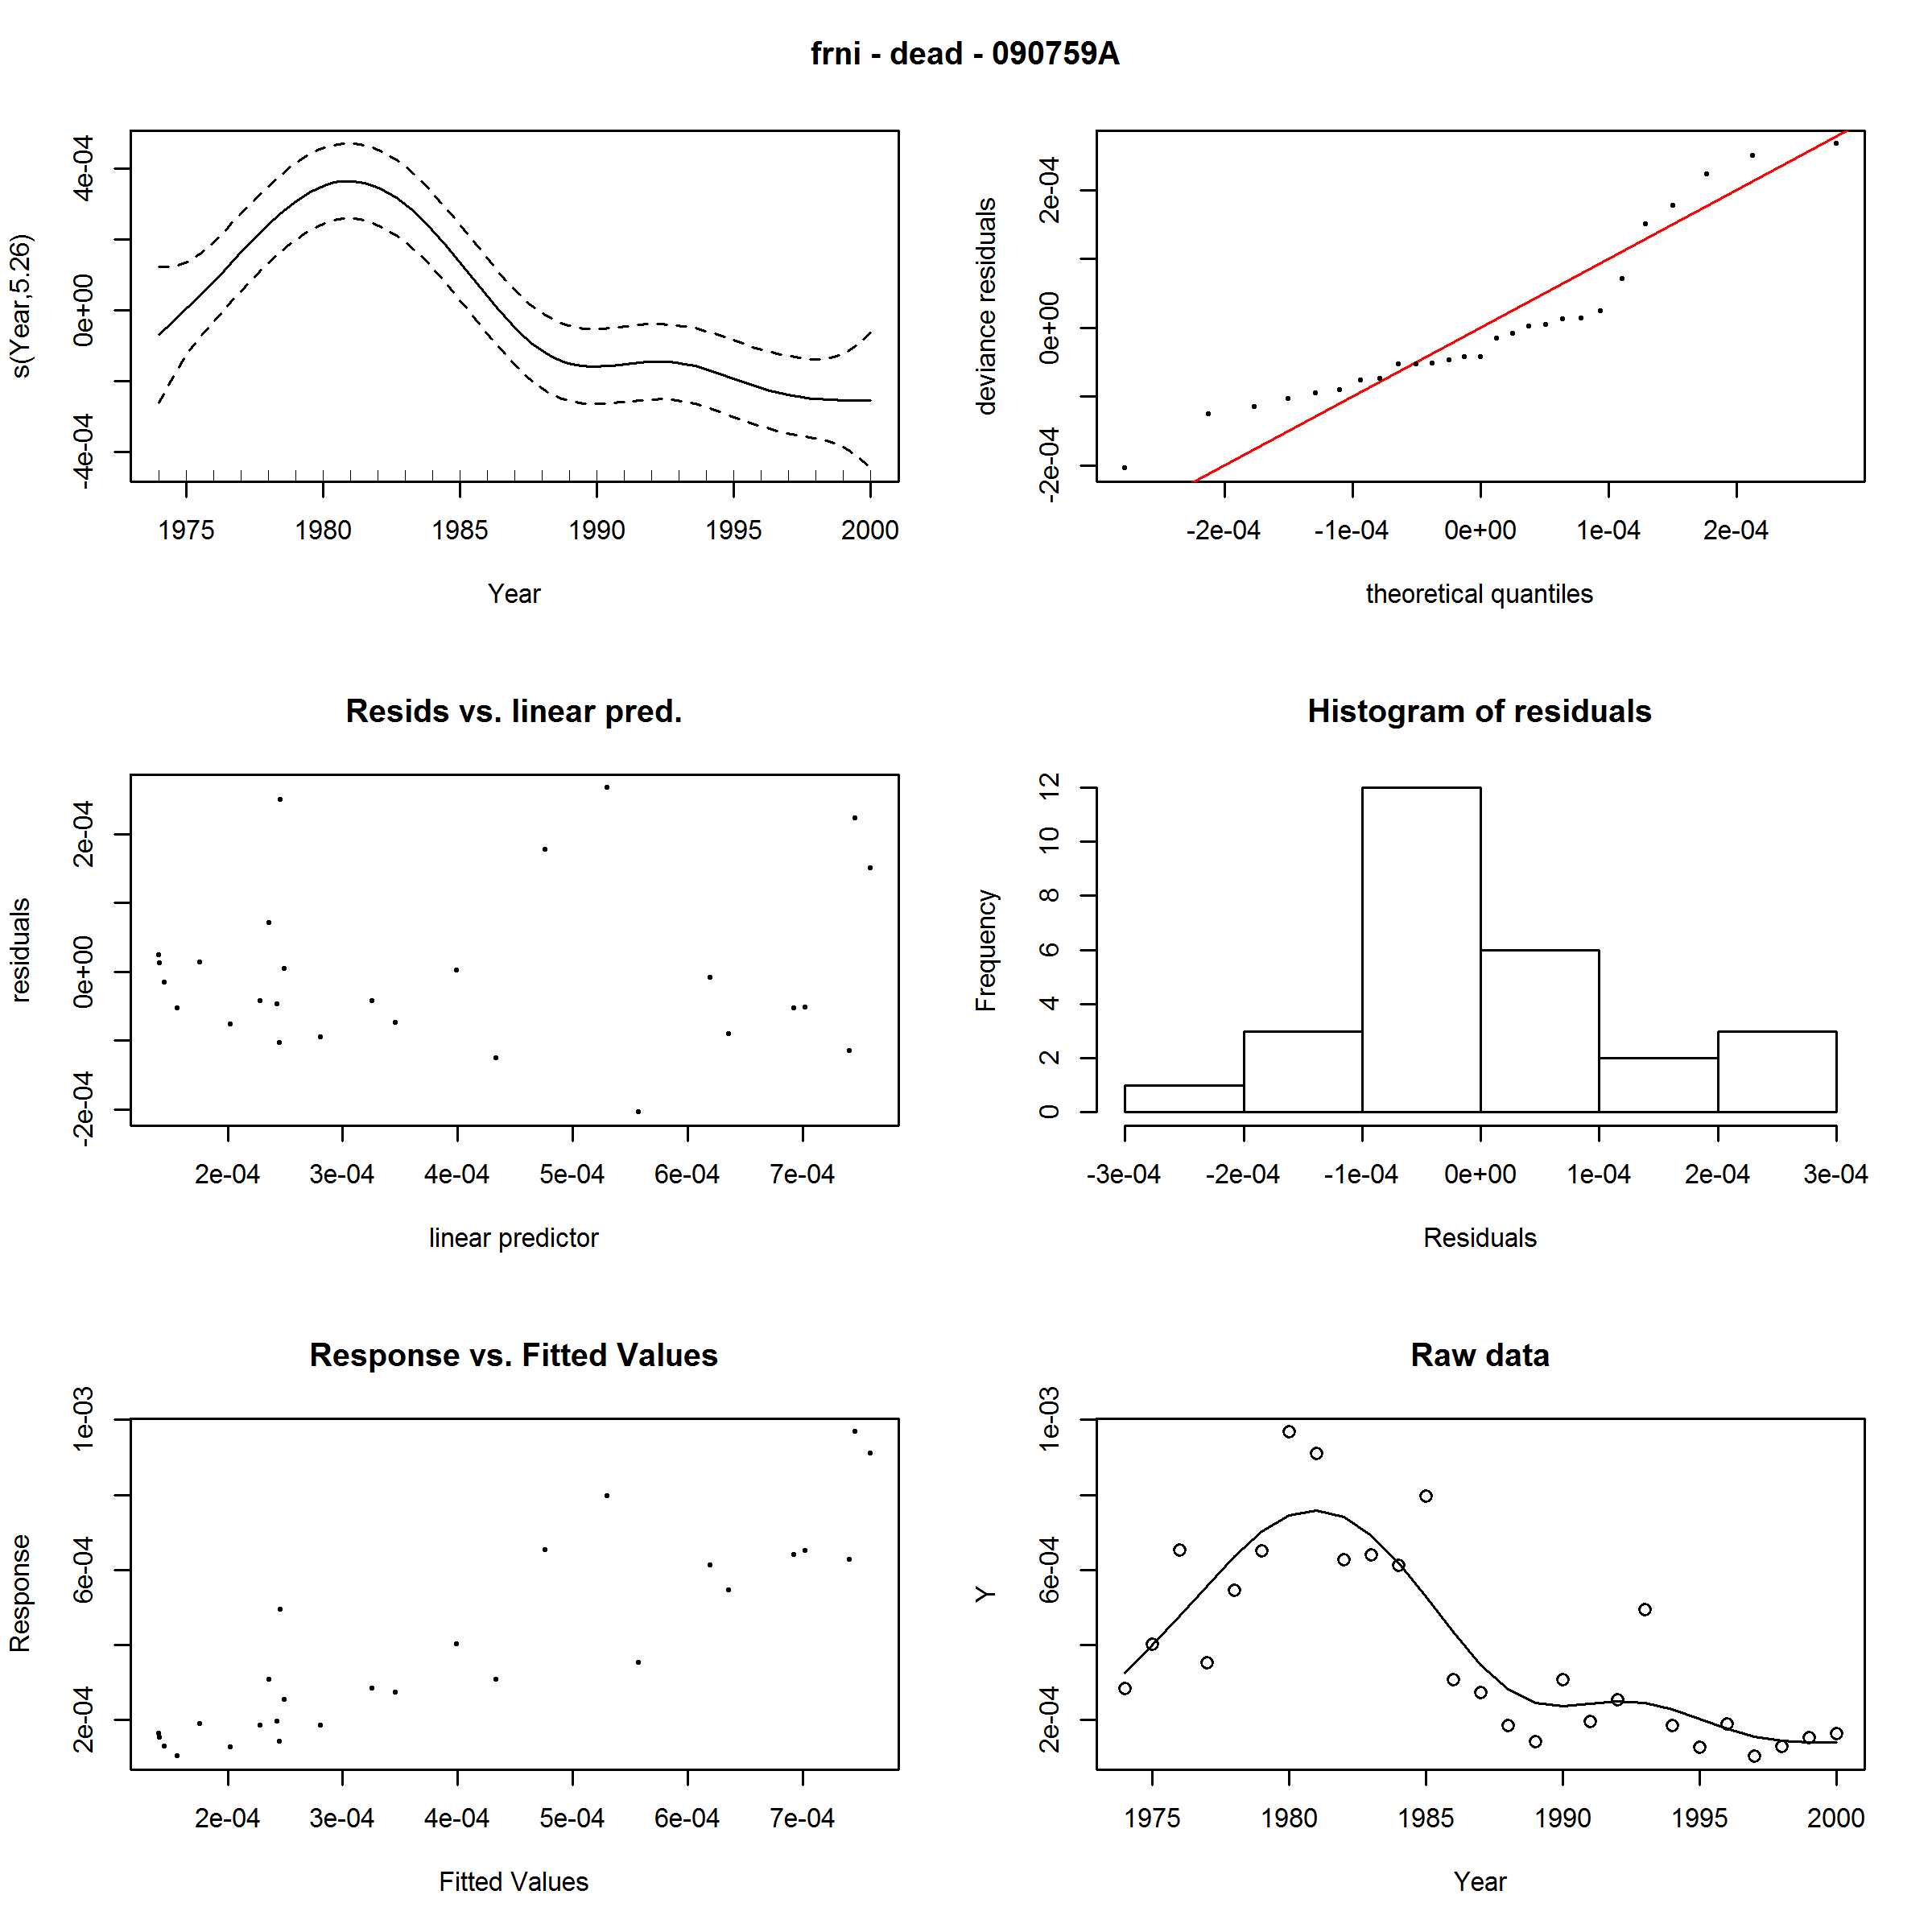 frni - dead - 090759A
s(Year,5.26)
-4e-04 0e+00 4e-04
1975 1980 1985 1990 1995 2000
Year
deviance residuals
-2e-04 0e+00 2e-04
-2e-04 -1e-04 0e+00 1e-04 2e-04
theoretical quantiles
Resids vs. linear pred.
residuals
-2e-04 0e+00 2e-04
2e-04 3e-04 4e-04 5e-04 6e-04 7e-04
linear predictor
Histogram of residuals
Frequency
0 2 4 6 8 10 12
-3e-04 -2e-04 -1e-04 0e+00 1e-04 2e-04 3e-04
Residuals
Response vs. Fitted Values
Response
2e-04 6e-04 1e-03
2e-04 3e-04 4e-04 5e-04 6e-04 7e-04
Fitted Values
Raw data
Y
2e-04 6e-04 1e-03
1975 1980 1985 1990 1995 2000
Year